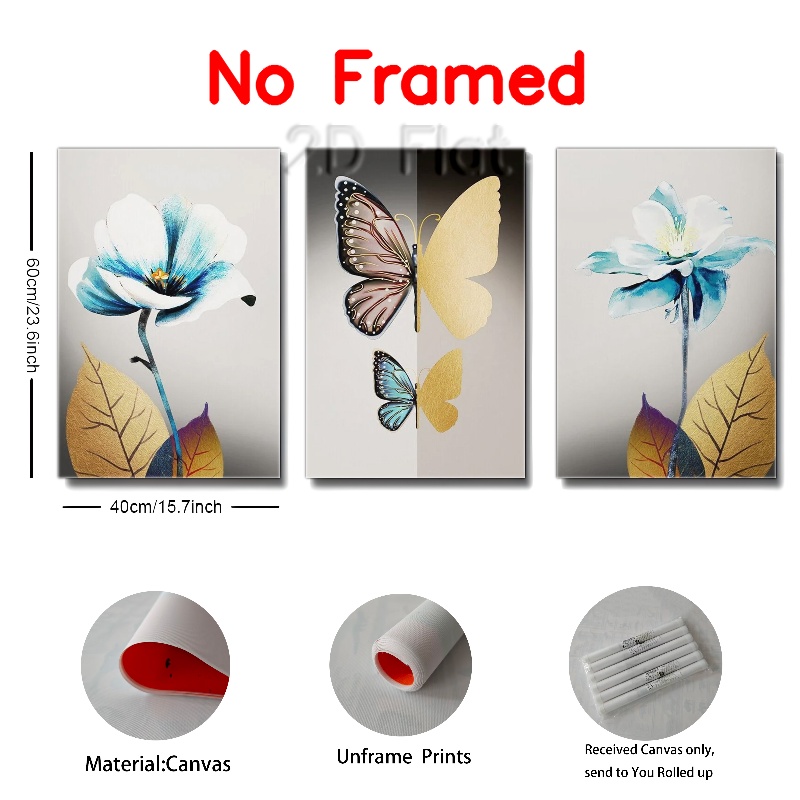 No Framed
2D Flat
60cm/23.6inch
40cm/15.7inch
Material:Canvas
Unframe Prints
Received Canvas only,
send to You Rolled up